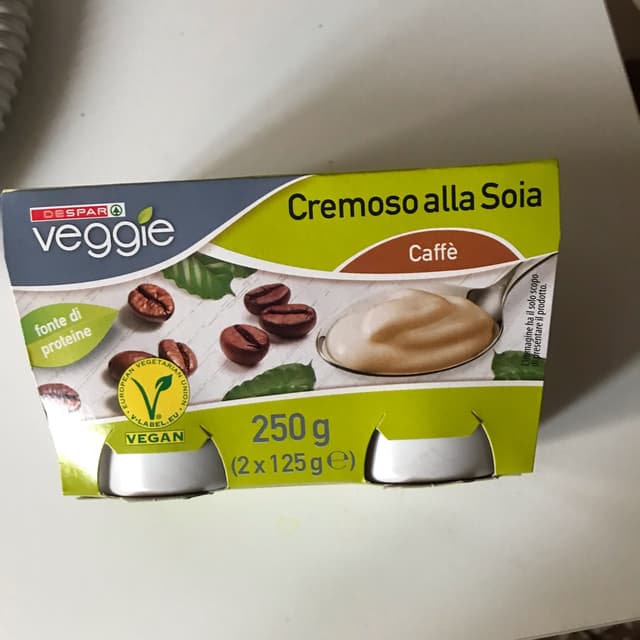 DESPAR
veggie
Cremoso alla Soia
Caffè
fonte di
proteine
L'immagine ha il solo scopo
di presentare il prodotto.
EUROPEAN VEGETARIAN UNION
V-LABEL.EU
VEGAN
250 g
(2 x 125 g ℮)